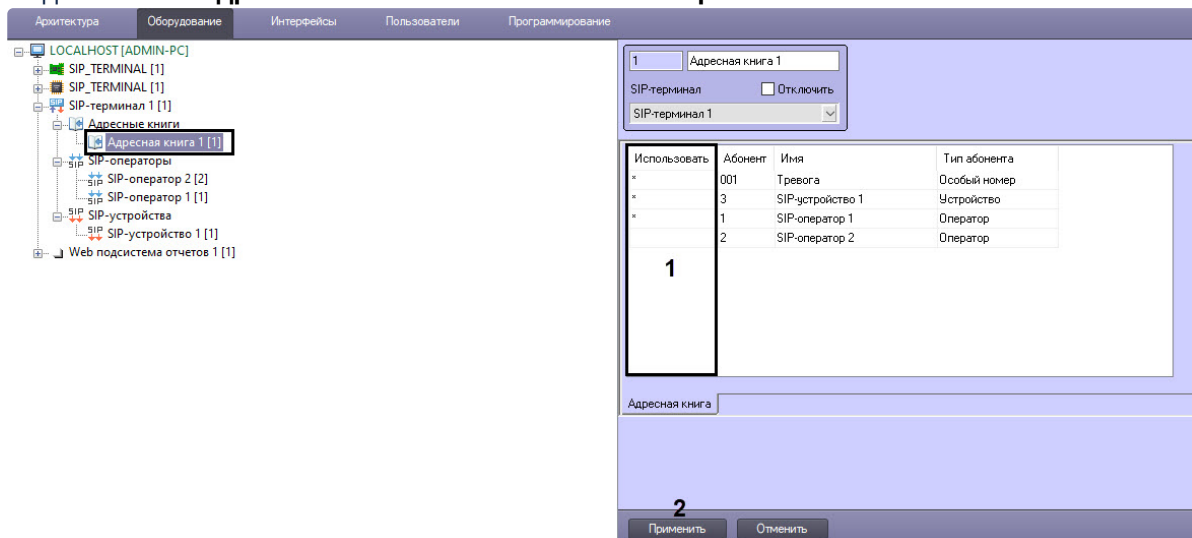 Архитектура Оборудование Интерфейсы Пользователи Программирование
LOCALHOST [ADMIN-PC]
SIP_TERMINAL [1]
SIP_TERMINAL [1]
SIP-терминал 1 [1]
Адресные книги
Адресная книга 1 [1]
SIP-операторы
SIP-оператор 2 [2]
SIP-оператор 1 [1]
SIP-устройства
SIP-устройство 1 [1]
Web подсистема отчетов 1 [1]
1 Адресная книга 1
SIP-терминал Отключить
SIP-терминал 1
Использовать Абонент Имя Тип абонента
* 001 Тревога Особый номер
* 3 SIP-устройство 1 Устройство
* 1 SIP-оператор 1 Оператор
2 SIP-оператор 2 Оператор
1
Адресная книга
2
Применить Отменить